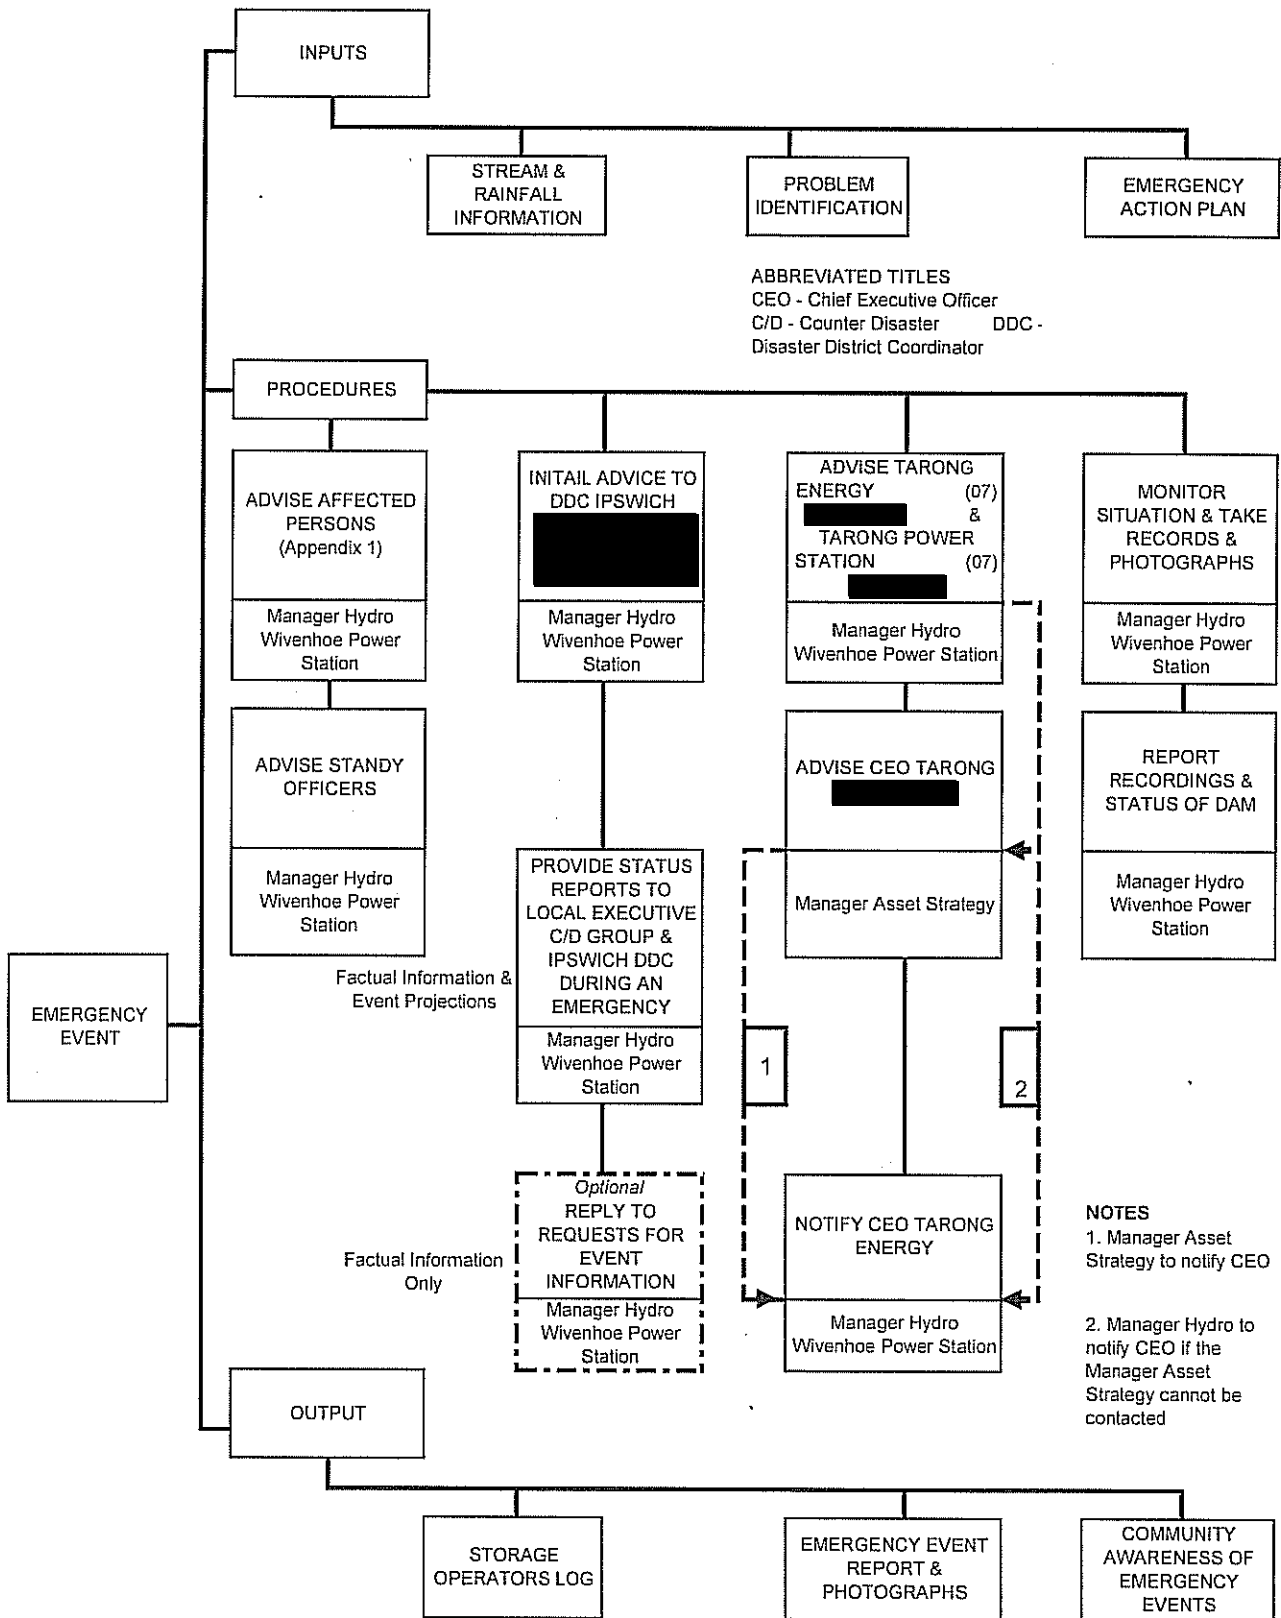 INPUTS
STREAM &
RAINFALL
INFORMATION
PROBLEM
IDENTIFICATION
EMERGENCY
ACTION PLAN
ABBREVIATED TITLES
CEO - Chief Executive Officer
C/D - Counter Disaster DDC -
Disaster District Coordinator
PROCEDURES
ADVISE AFFECTED
PERSONS
(Appendix 1)
Manager Hydro
Wivenhoe Power
Station
ADVISE STANDY
OFFICERS
Manager Hydro
Wivenhoe Power
Station
INITAIL ADVICE TO
DDC IPSWICH
Manager Hydro
Wivenhoe Power
Station
PROVIDE STATUS
REPORTS TO
LOCAL EXECUTIVE
C/D GROUP &
IPSWICH DDC
DURING AN
EMERGENCY
Manager Hydro
Wivenhoe Power
Station
Factual Information &
Event Projections
Optional
REPLY TO
REQUESTS FOR
EVENT
INFORMATION
Manager Hydro
Wivenhoe Power
Station
Factual Information
Only
ADVISE TARONG
ENERGY (07)
&
TARONG POWER
STATION (07)
Manager Hydro
Wivenhoe Power Station
ADVISE CEO TARONG
Manager Asset Strategy
1
2
NOTIFY CEO TARONG
ENERGY
Manager Hydro
Wivenhoe Power Station
MONITOR
SITUATION & TAKE
RECORDS &
PHOTOGRAPHS
Manager Hydro
Wivenhoe Power
Station
REPORT
RECORDINGS &
STATUS OF DAM
Manager Hydro
Wivenhoe Power
Station
EMERGENCY
EVENT
NOTES
1. Manager Asset
Strategy to notify CEO
2. Manager Hydro to
notify CEO if the
Manager Asset
Strategy cannot be
contacted
OUTPUT
STORAGE
OPERATORS LOG
EMERGENCY EVENT
REPORT &
PHOTOGRAPHS
COMMUNITY
AWARENESS OF
EMERGENCY
EVENTS